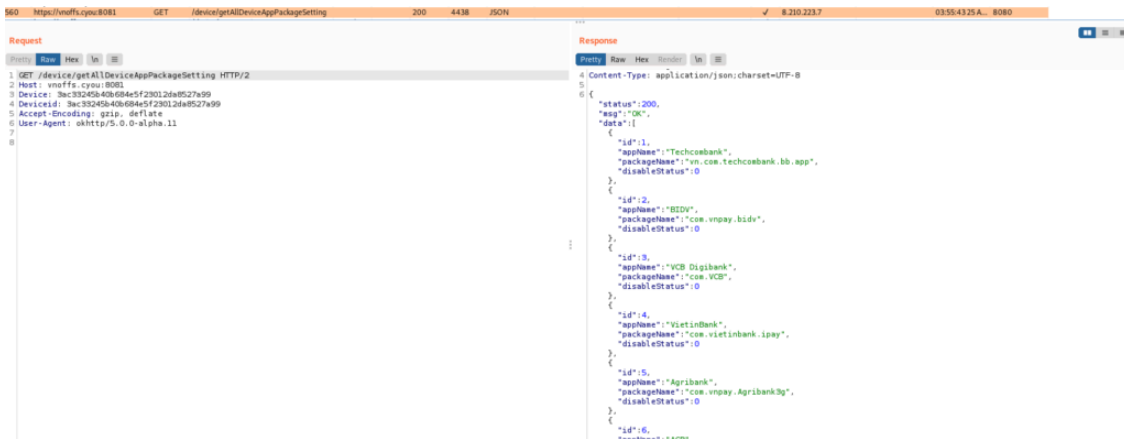 560 https://vnoffs.cyou:8081 GET /device/getAllDeviceAppPackageSetting 200 4438 JSON ✓ 8.210.223.7 03:55:43 25 A... 8080
Request
Pretty Raw Hex \n
1 GET /device/getAllDeviceAppPackageSetting HTTP/2
2 Host: vnoffs.cyou:8081
3 Device: 3ac33245b40b684e5f23012da8527a99
4 Deviceid: 3ac33245b40b684e5f23012da8527a99
5 Accept-Encoding: gzip, deflate
6 User-Agent: okhttp/5.0.0-alpha.11
7
8
Response
Pretty Raw Hex Render \n
4 Content-Type: application/json;charset=UTF-8
5
6 {
"status":200,
"msg":"OK",
"data":[
{
"id":1,
"appName":"Techcombank",
"packageName":"vn.com.techcombank.bb.app",
"disableStatus":0
},
{
"id":2,
"appName":"BIDV",
"packageName":"com.vnpay.bidv",
"disableStatus":0
},
{
"id":3,
"appName":"VCB Digibank",
"packageName":"com.VCB",
"disableStatus":0
},
{
"id":4,
"appName":"VietinBank",
"packageName":"com.vietinbank.ipay",
"disableStatus":0
},
{
"id":5,
"appName":"Agribank",
"packageName":"com.vnpay.Agribank3g",
"disableStatus":0
},
{
"id":6,